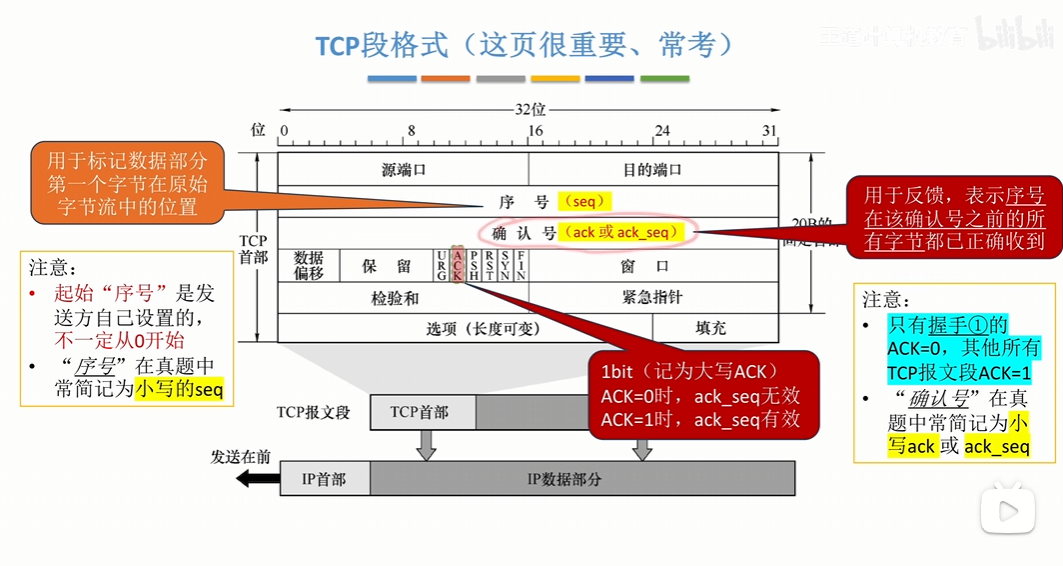 TCP段格式（这页很重要、常考）
王道计算机教育
bilibili
32位
位
0
8
16
24
31
源端口
目的端口
序 号 （seq）
确 认 号（ack 或 ack_seq）
数据
偏移
保 留
URG
ACK
PSH
RST
SYN
FIN
窗 口
检验和
紧急指针
选项（长度可变）
填充
TCP
首部
20B的
用于标记数据部分
第一个字节在原始
字节流中的位置
用于反馈，表示序号
在该确认号之前的所
有字节都已正确收到
注意：
• 起始“序号”是发
送方自己设置的，
不一定从0开始
• “序号”在真题中
常简记为小写的seq
注意：
• 只有握手①的
ACK=0，其他所有
TCP报文段ACK=1
• “确认号”在真
题中常简记为小
写ack 或 ack_seq
1bit（记为大写ACK）
ACK=0时，ack_seq无效
ACK=1时，ack_seq有效
TCP报文段
TCP首部
发送在前
IP首部
IP数据部分